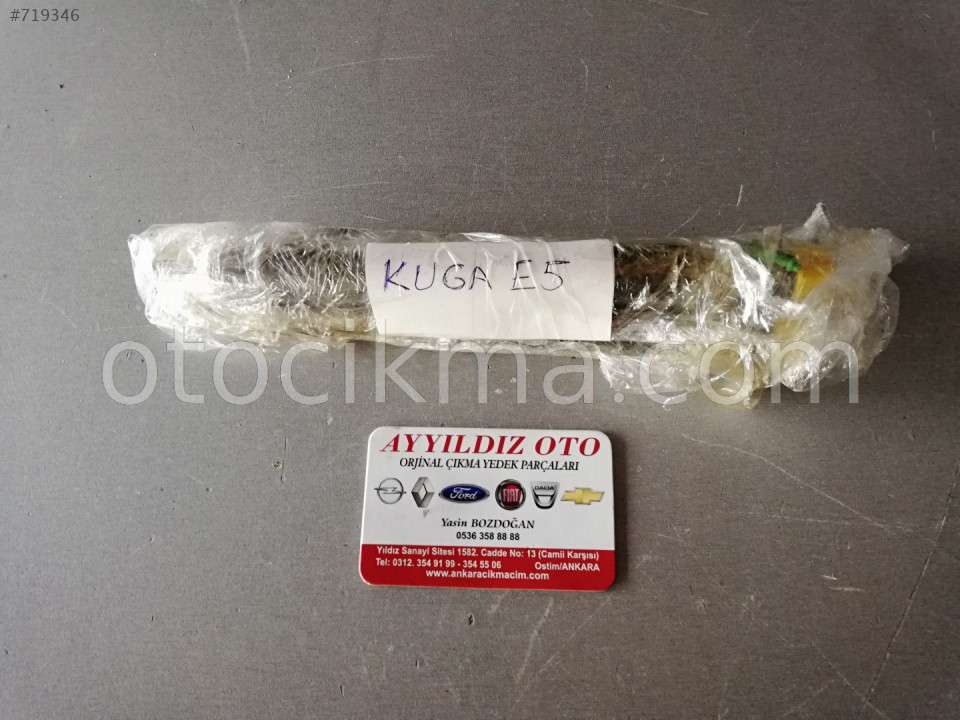 #719346
KUGA E5
otocikma.com
AYYILDIZ OTO
ORJİNAL ÇIKMA YEDEK PARÇALARI
Ford
FIAT
DACIA
Yasin BOZDOĞAN
0536 358 88 88
Yıldız Sanayi Sitesi 1582. Cadde No: 13 (Camii Karşısı)
Tel: 0312. 354 91 99 - 354 55 06 Ostim/ANKARA
www.ankaracikmacim.com